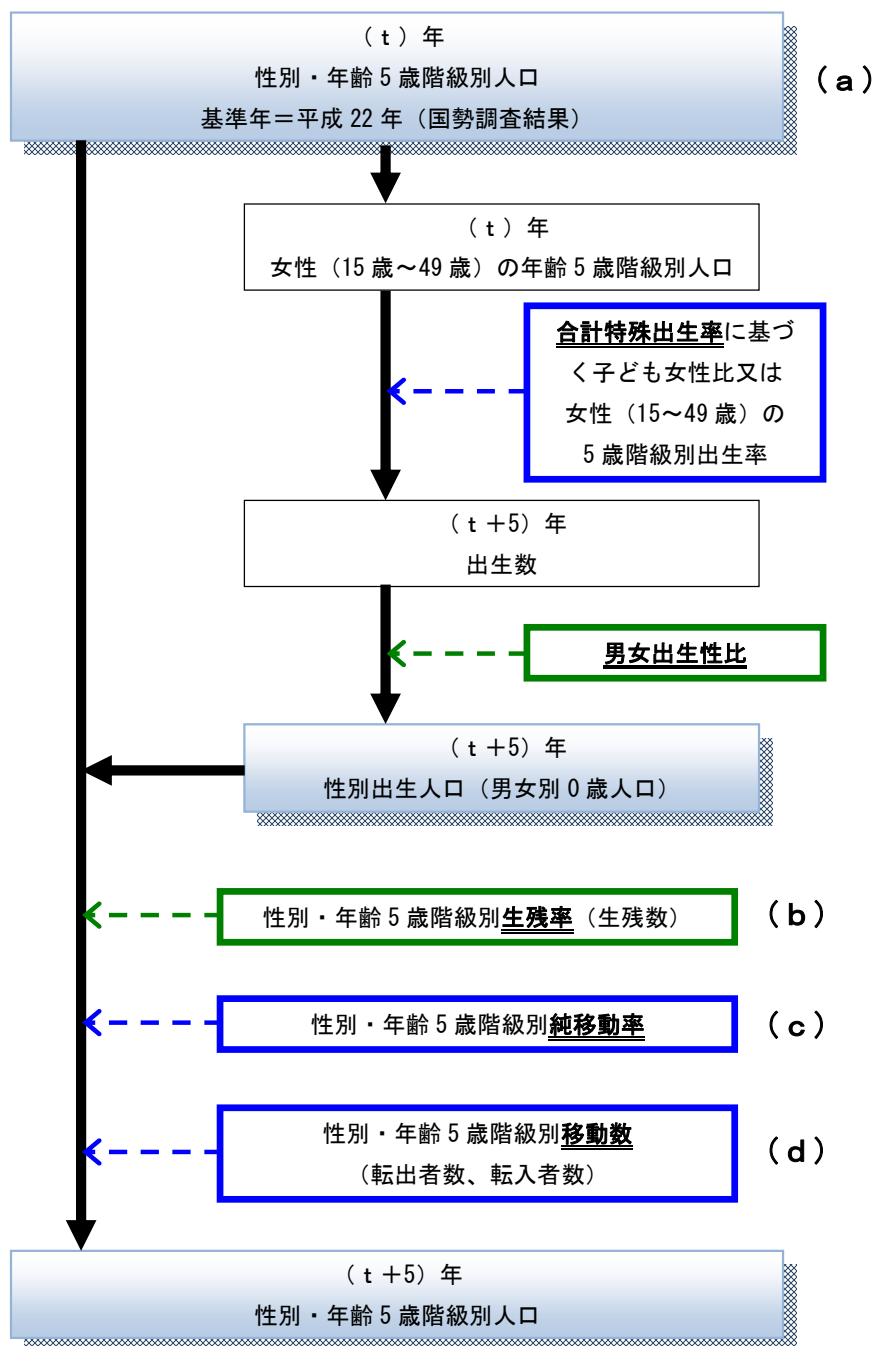 （ｔ）年
性別・年齢５歳階級別人口
基準年＝平成 22 年（国勢調査結果）
（ａ）
（ｔ）年
女性（15 歳～49 歳）の年齢５歳階級別人口
合計特殊出生率に基づ
く子ども女性比又は
女性（15～49 歳）の
５歳階級別出生率
（ｔ＋5）年
出生数
男女出生性比
（ｔ＋5）年
性別出生人口（男女別０歳人口）
性別・年齢５歳階級別生残率（生残数）
（ｂ）
性別・年齢５歳階級別純移動率
（ｃ）
性別・年齢５歳階級別移動数
（転出者数、転入者数）
（ｄ）
（ｔ＋5）年
性別・年齢５歳階級別人口